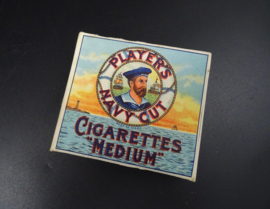 PLAYER'S
NAVY CUT
CIGARETTES
"MEDIUM"